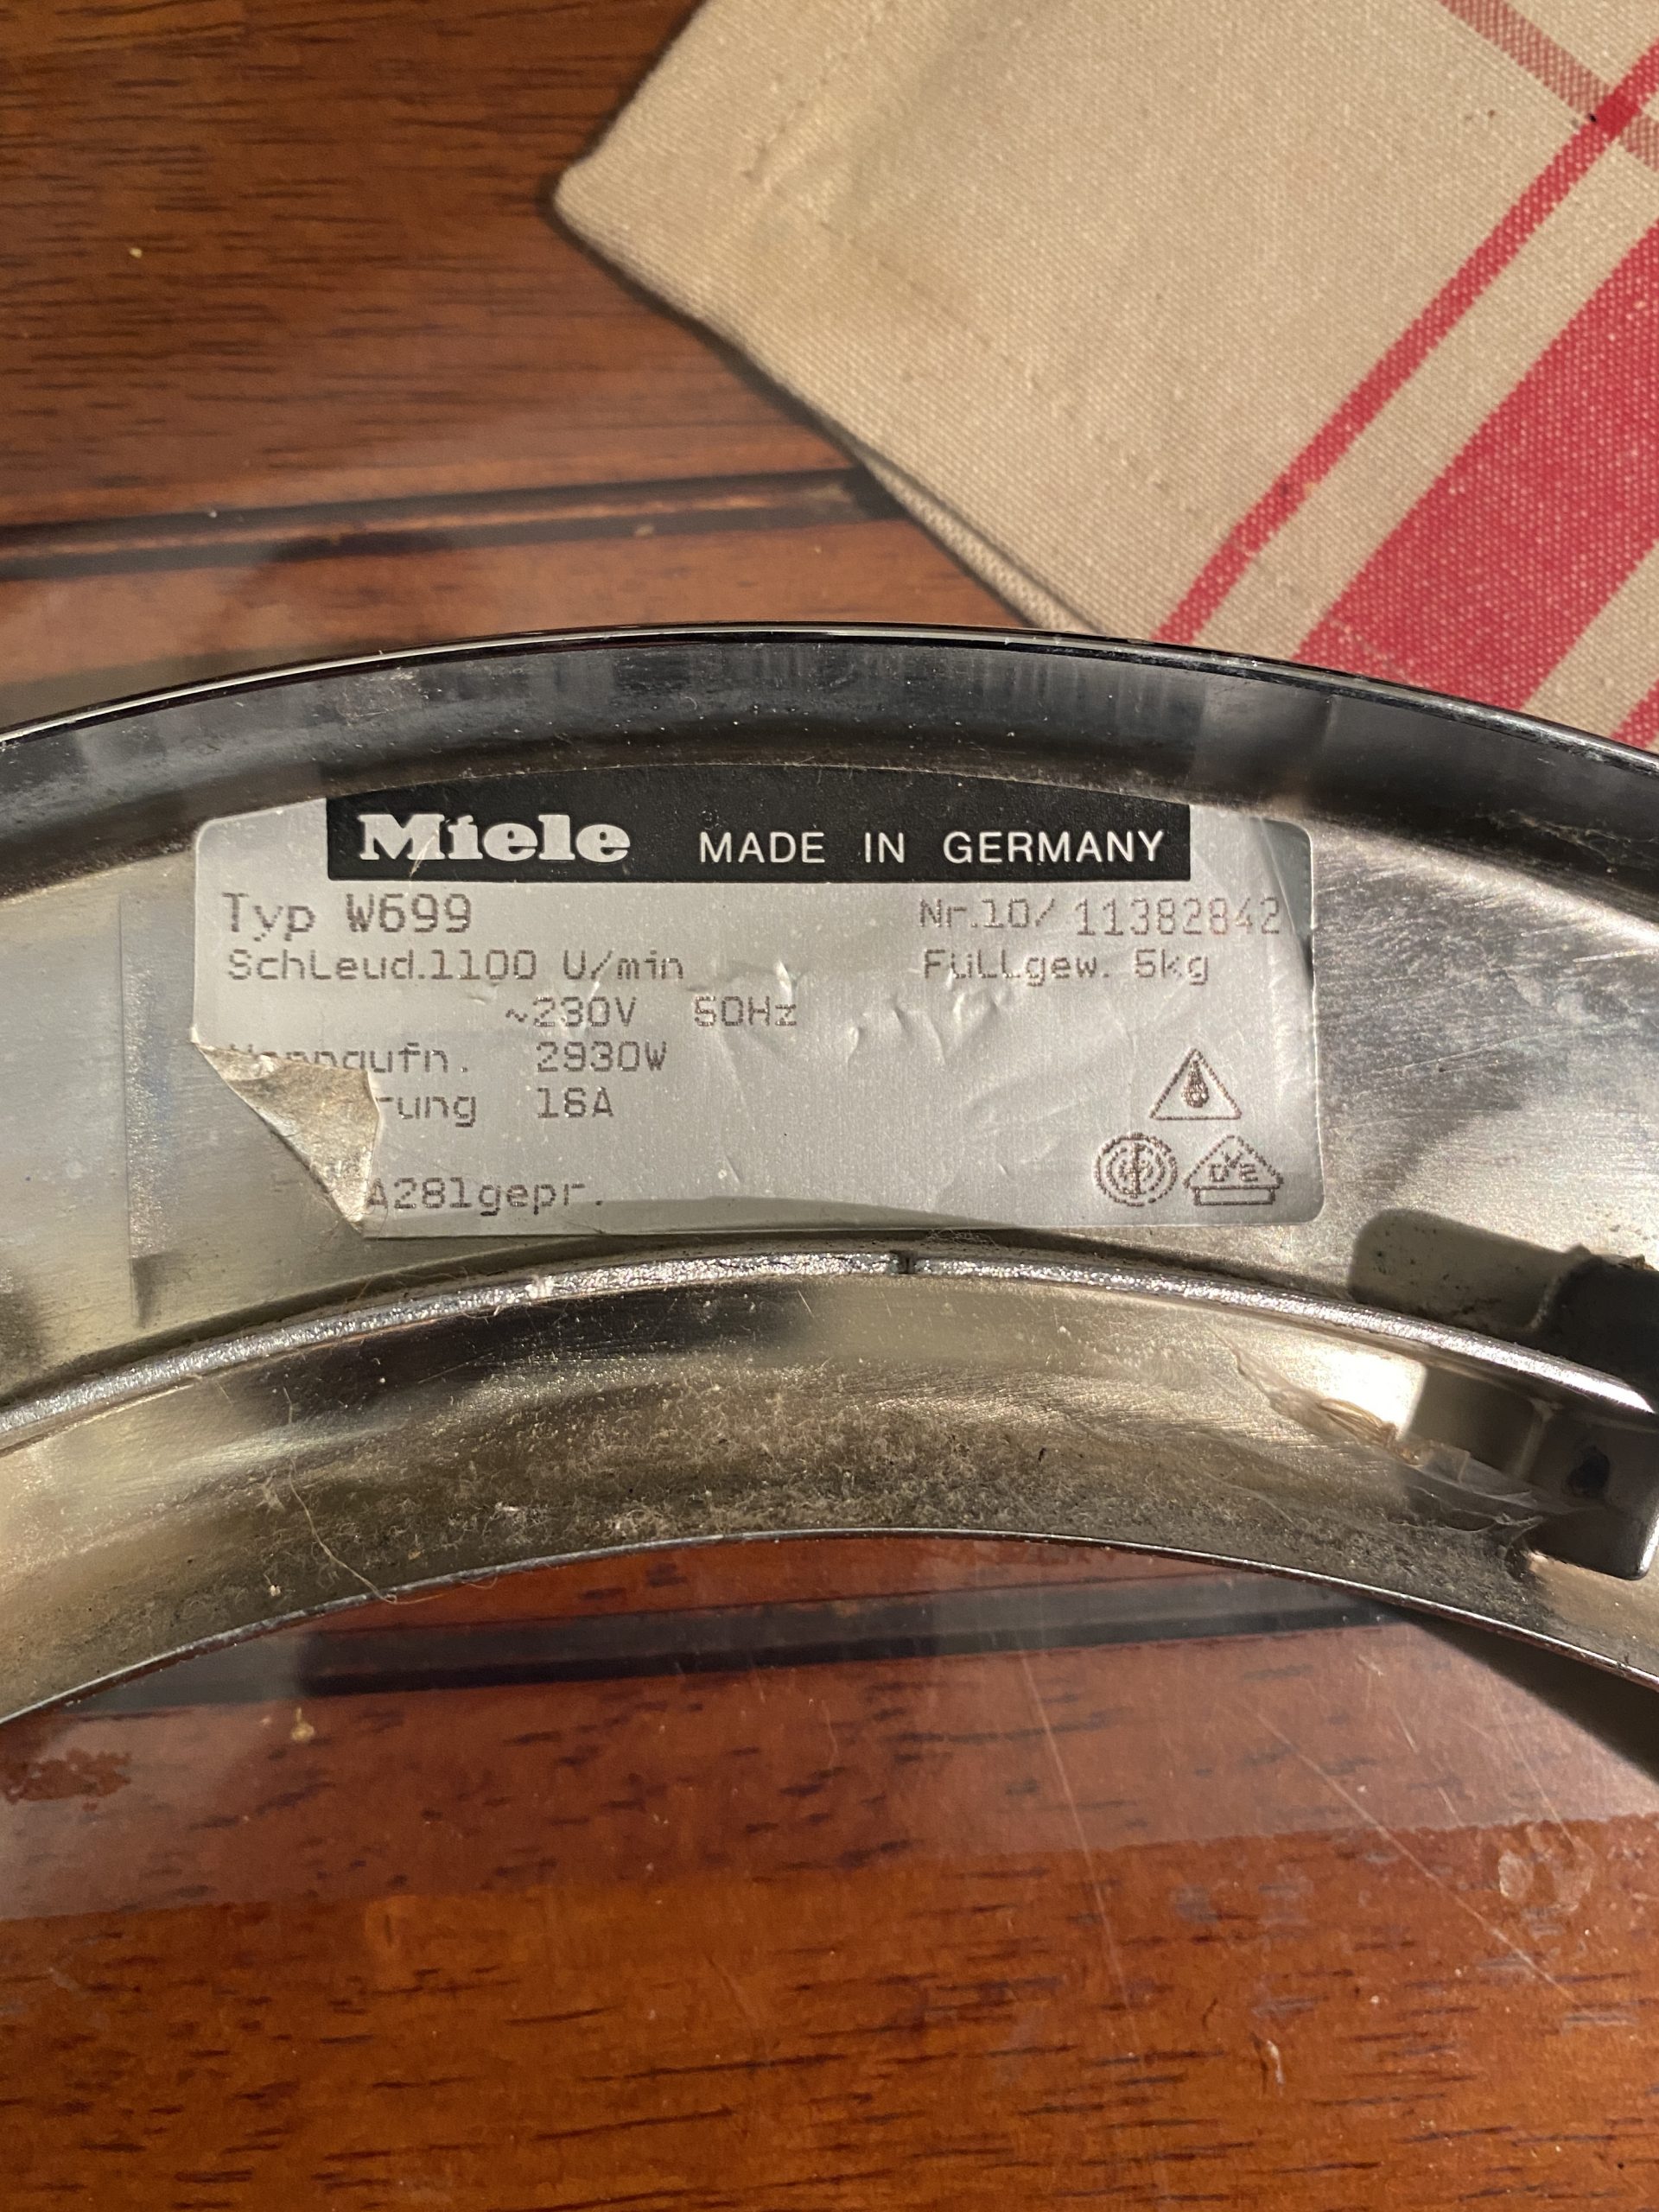 Miele MADE IN GERMANY
Typ W699 Nr.10/ 11382842
Schleud.1100 U/min Füllgew. 5kg
~230V 50Hz
2930W
16A
A281gepr.